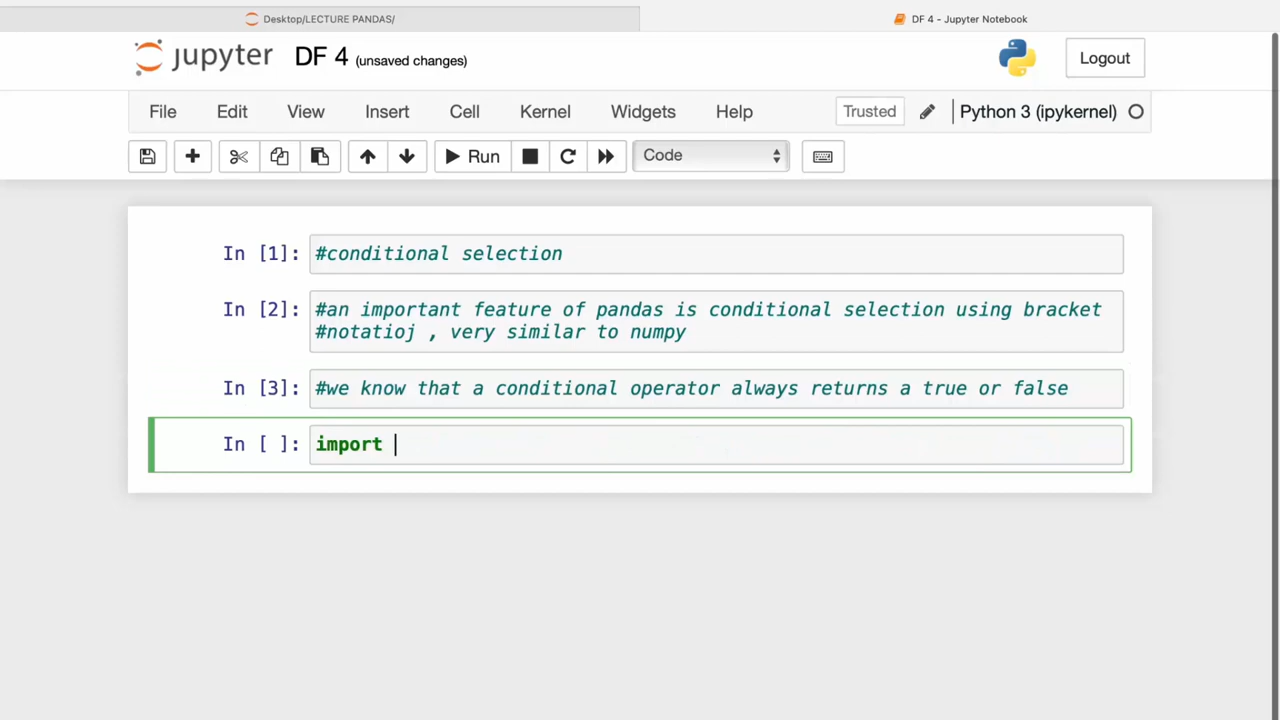 Desktop/LECTURE PANDAS/
DF 4 - Jupyter Notebook
jupyter DF 4 (unsaved changes)
Logout
File Edit View Insert Cell Kernel Widgets Help Trusted Python 3 (ipykernel)
Run Code
In [1]: #conditional selection
In [2]: #an important feature of pandas is conditional selection using bracket
#notatioj , very similar to numpy
In [3]: #we know that a conditional operator always returns a true or false
In [ ]: import